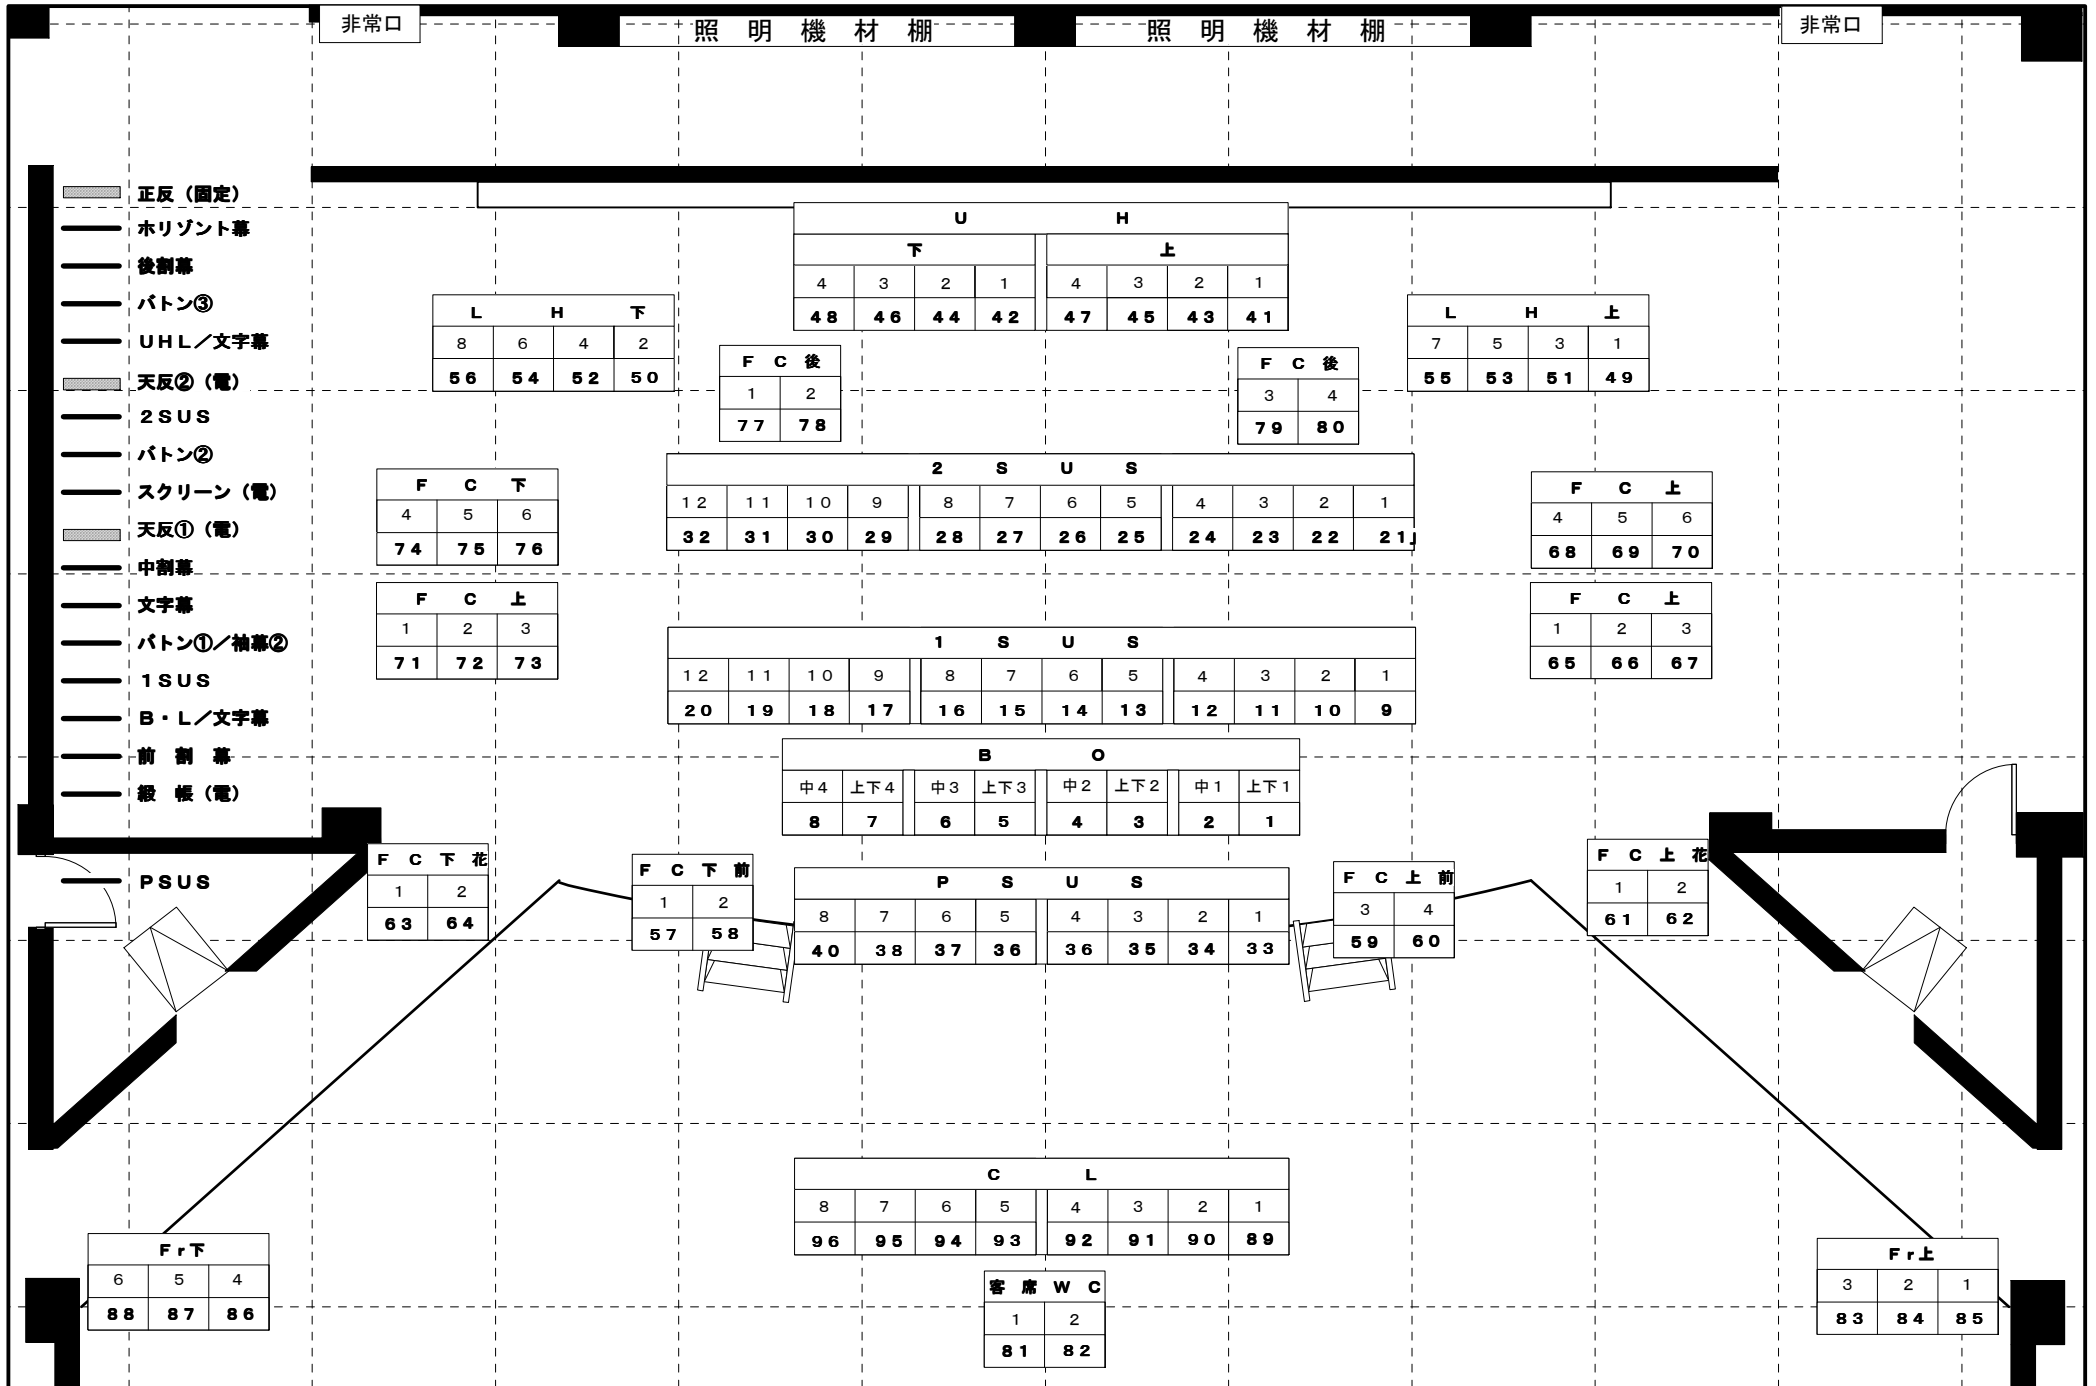 非常口
照明機材棚
照明機材棚
非常口
正反（固定）
ホリゾント幕
後割幕
バトン③
ＵＨＬ／文字幕
天反②（電）
２ＳＵＳ
バトン②
スクリーン（電）
天反①（電）
中割幕
文字幕
バトン①／袖幕②
１ＳＵＳ
Ｂ・Ｌ／文字幕
前割幕
緞帳（電）
ＰＳＵＳ
ＵＨ
下 上
4 3 2 1 4 3 2 1
48 46 44 42 47 45 43 41
ＬＨ下
8 6 4 2
56 54 52 50
ＬＨ上
7 5 3 1
55 53 51 49
ＦＣ後
1 2
77 78
ＦＣ後
3 4
79 80
２ＳＵＳ
12 11 10 9 8 7 6 5 4 3 2 1
32 31 30 29 28 27 26 25 24 23 22 21
ＦＣ下
4 5 6
74 75 76
ＦＣ上
4 5 6
68 69 70
ＦＣ上
1 2 3
71 72 73
ＦＣ上
1 2 3
65 66 67
１ＳＵＳ
12 11 10 9 8 7 6 5 4 3 2 1
20 19 18 17 16 15 14 13 12 11 10 9
ＢＯ
中4 上下4 中3 上下3 中2 上下2 中1 上下1
8 7 6 5 4 3 2 1
ＦＣ下花
1 2
63 64
ＦＣ下前
1 2
57 58
ＰＳＵＳ
8 7 6 5 4 3 2 1
40 38 37 36 36 35 34 33
ＦＣ上前
3 4
59 60
ＦＣ上花
1 2
61 62
ＣＬ
8 7 6 5 4 3 2 1
96 95 94 93 92 91 90 89
Ｆｒ下
6 5 4
88 87 86
客席ＷＣ
1 2
81 82
Ｆｒ上
3 2 1
83 84 85